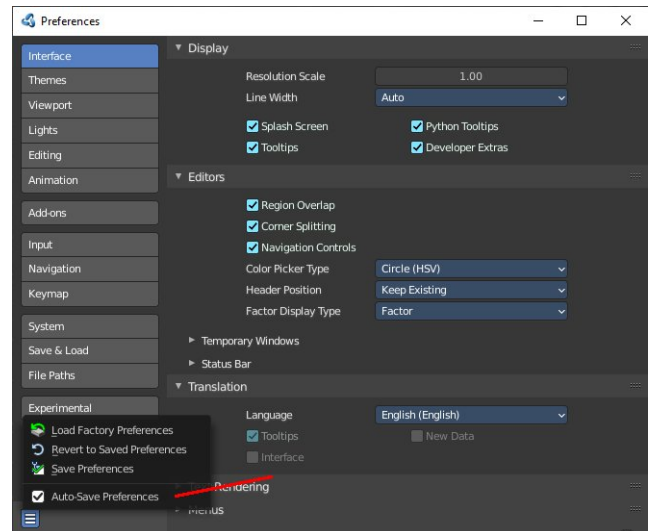 Preferences
Interface
Themes
Viewport
Lights
Editing
Animation
Add-ons
Input
Navigation
Keymap
System
Save & Load
File Paths
Experimental
Load Factory Preferences
Revert to Saved Preferences
Save Preferences
Auto-Save Preferences
Display
Resolution Scale 1.00
Line Width Auto
Splash Screen Python Tooltips
Tooltips Developer Extras
Editors
Region Overlap
Corner Splitting
Navigation Controls
Color Picker Type Circle (HSV)
Header Position Keep Existing
Factor Display Type Factor
Temporary Windows
Status Bar
Translation
Language English (English)
Tooltips New Data
Interface
Rendering
Menus